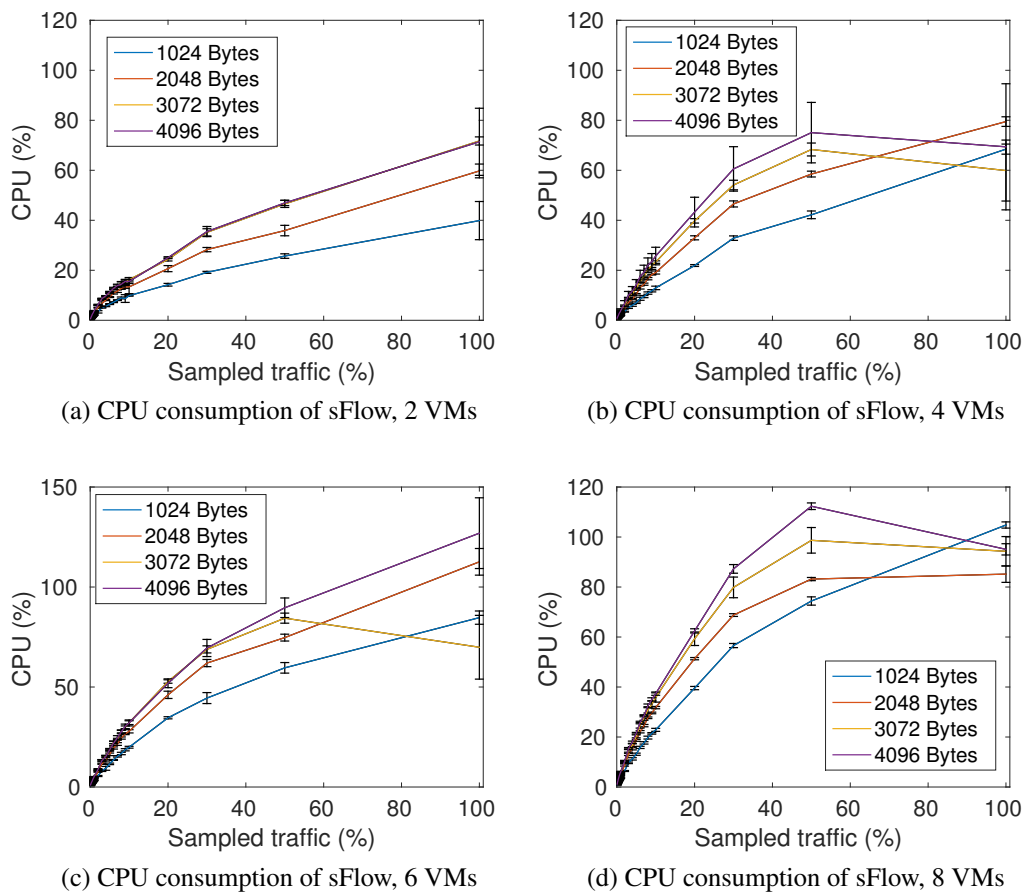 120
100
80
60
40
20
0
CPU (%)
1024 Bytes
2048 Bytes
3072 Bytes
4096 Bytes
0 20 40 60 80 100
Sampled traffic (%)
(a) CPU consumption of sFlow, 2 VMs
120
100
80
60
40
20
0
CPU (%)
1024 Bytes
2048 Bytes
3072 Bytes
4096 Bytes
0 20 40 60 80 100
Sampled traffic (%)
(b) CPU consumption of sFlow, 4 VMs
150
100
50
0
CPU (%)
1024 Bytes
2048 Bytes
3072 Bytes
4096 Bytes
0 20 40 60 80 100
Sampled traffic (%)
(c) CPU consumption of sFlow, 6 VMs
120
100
80
60
40
20
0
CPU (%)
1024 Bytes
2048 Bytes
3072 Bytes
4096 Bytes
0 20 40 60 80 100
Sampled traffic (%)
(d) CPU consumption of sFlow, 8 VMs